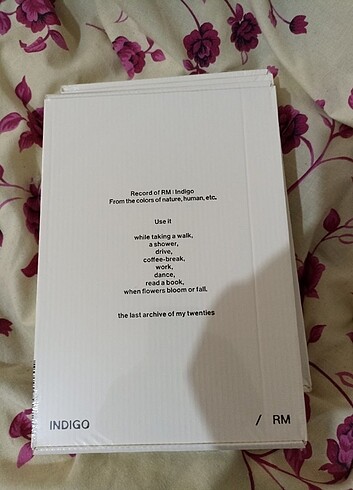 Record of RM : Indigo
From the colors of nature, human, etc.
Use it
while taking a walk,
a shower,
drive,
coffee-break,
work,
dance,
read a book,
when flowers bloom or fall.
the last archive of my twenties
INDIGO / RM